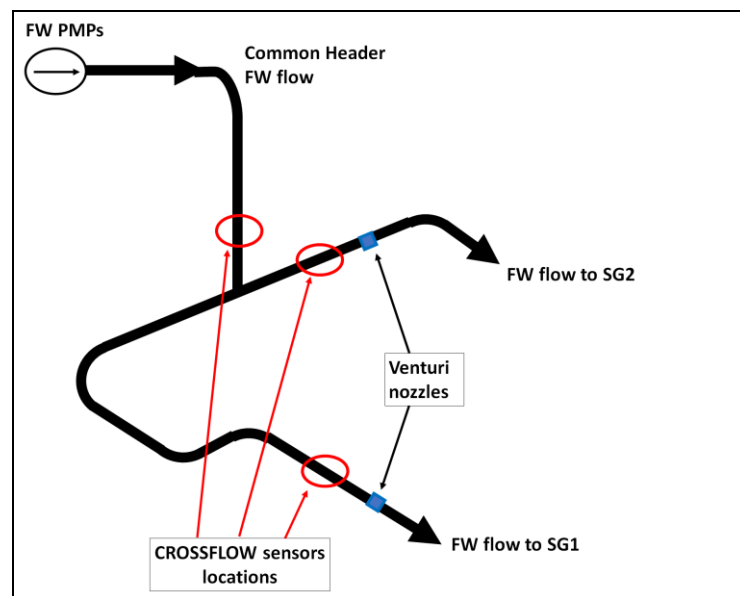 FW PMPs
Common Header
FW flow
FW flow to SG2
Venturi
nozzles
CROSSFLOW sensors
locations
FW flow to SG1